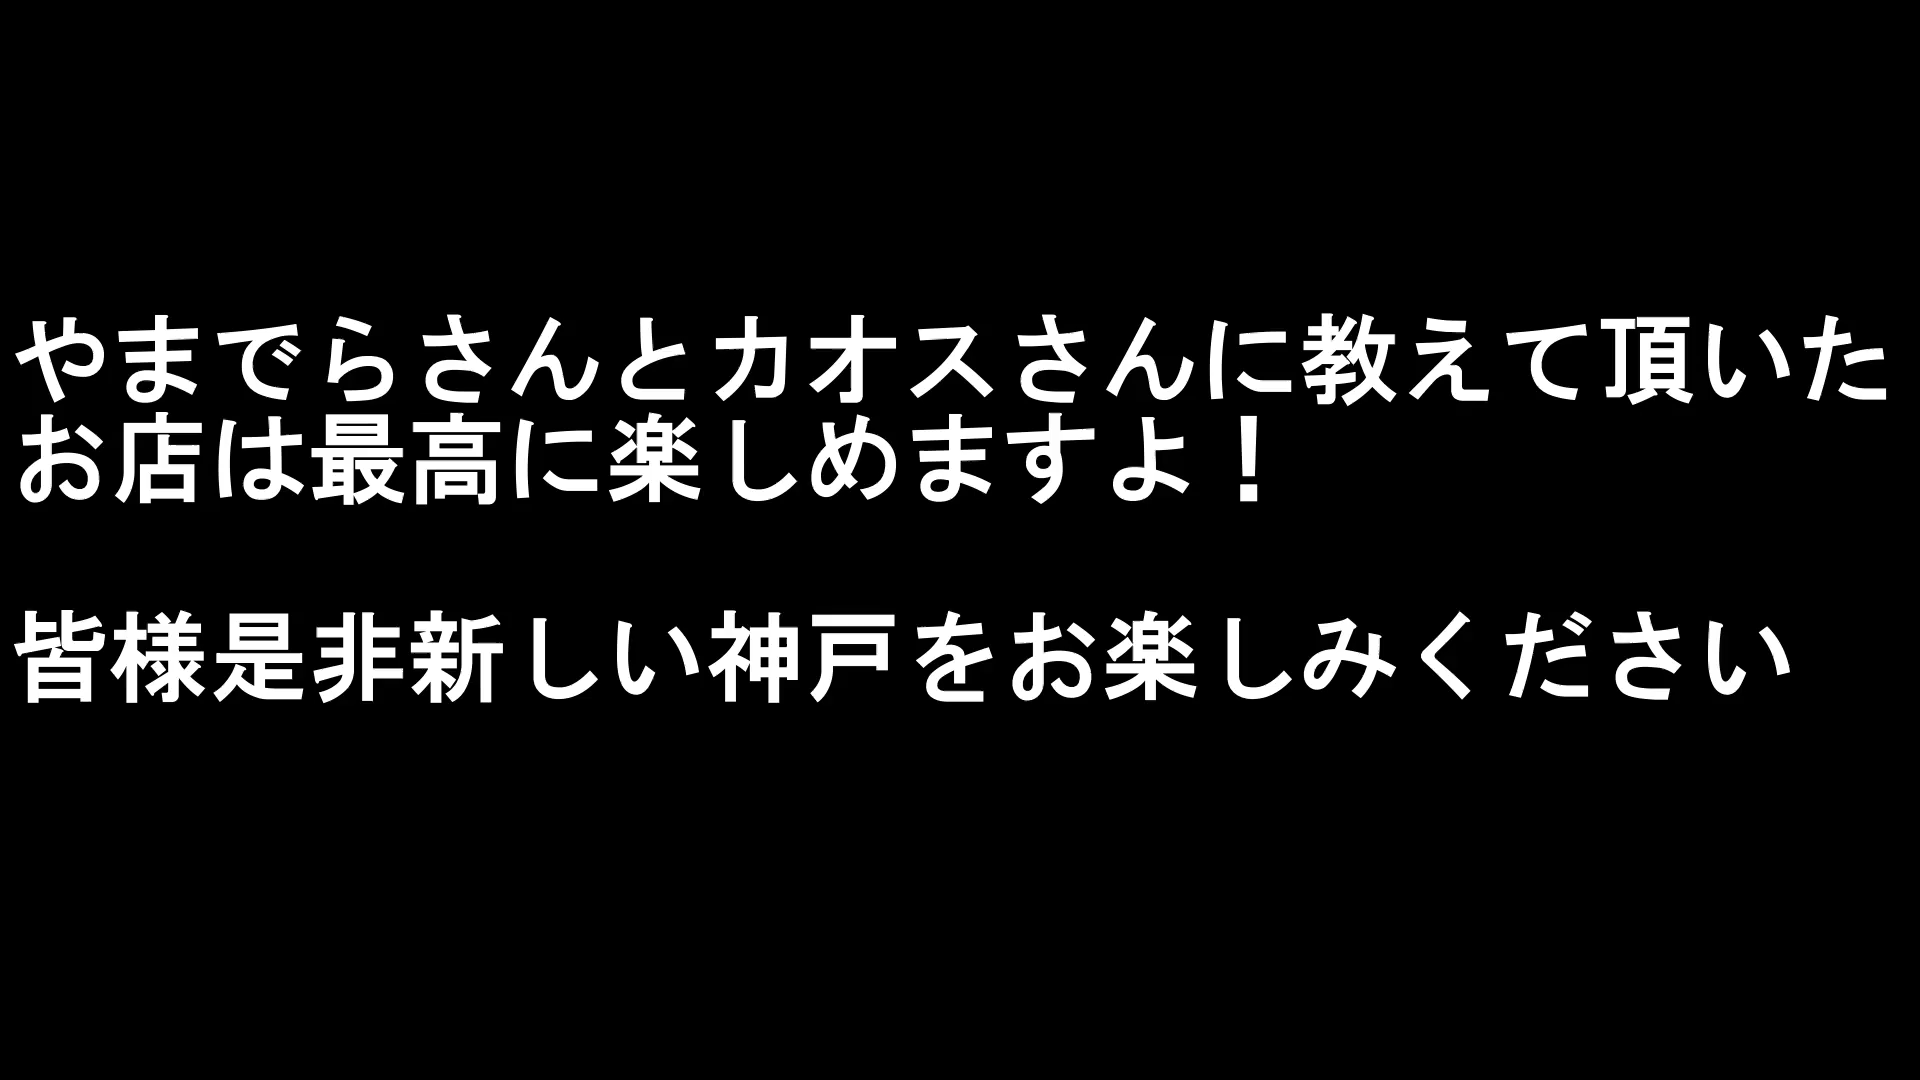 やまでらさんとカオスさんに教えて頂いた
お店は最高に楽しめますよ！
皆様是非新しい神戸をお楽しみください